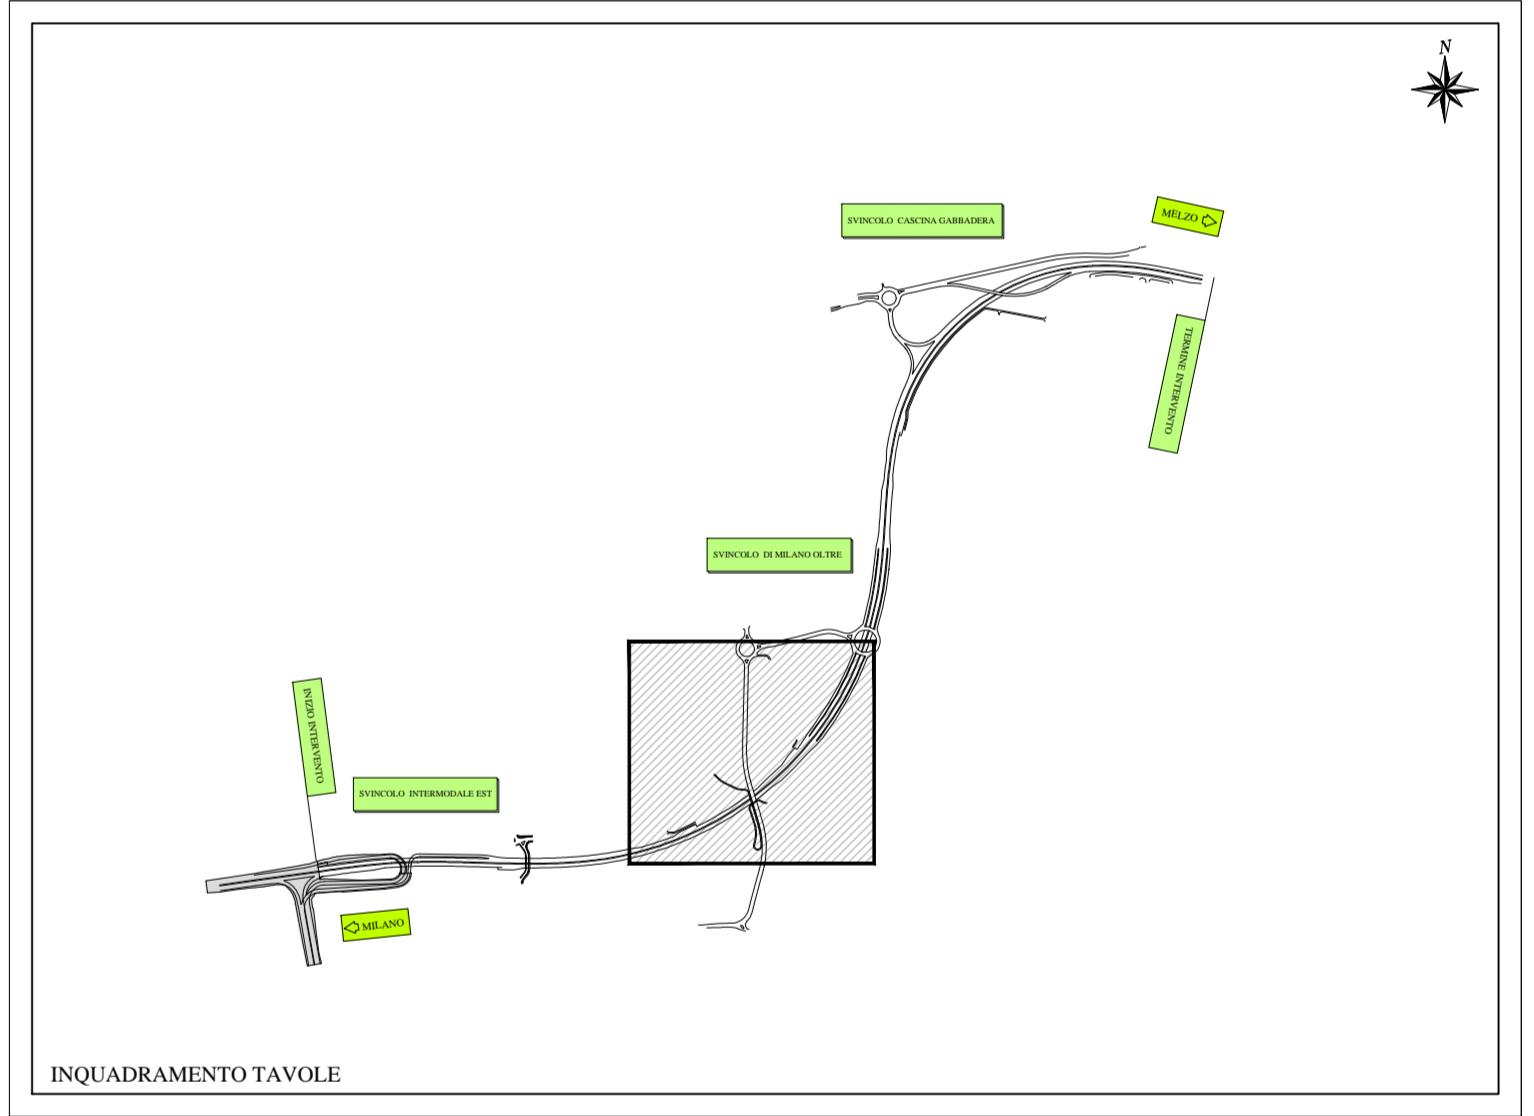 N
SVINCOLO CASCINA GABBADERA
MELZO
TERMINE INTERVENTO
SVINCOLO DI MILANO OLTRE
INIZIO INTERVENTO
SVINCOLO INTERMODALE EST
MILANO
INQUADRAMENTO TAVOLE